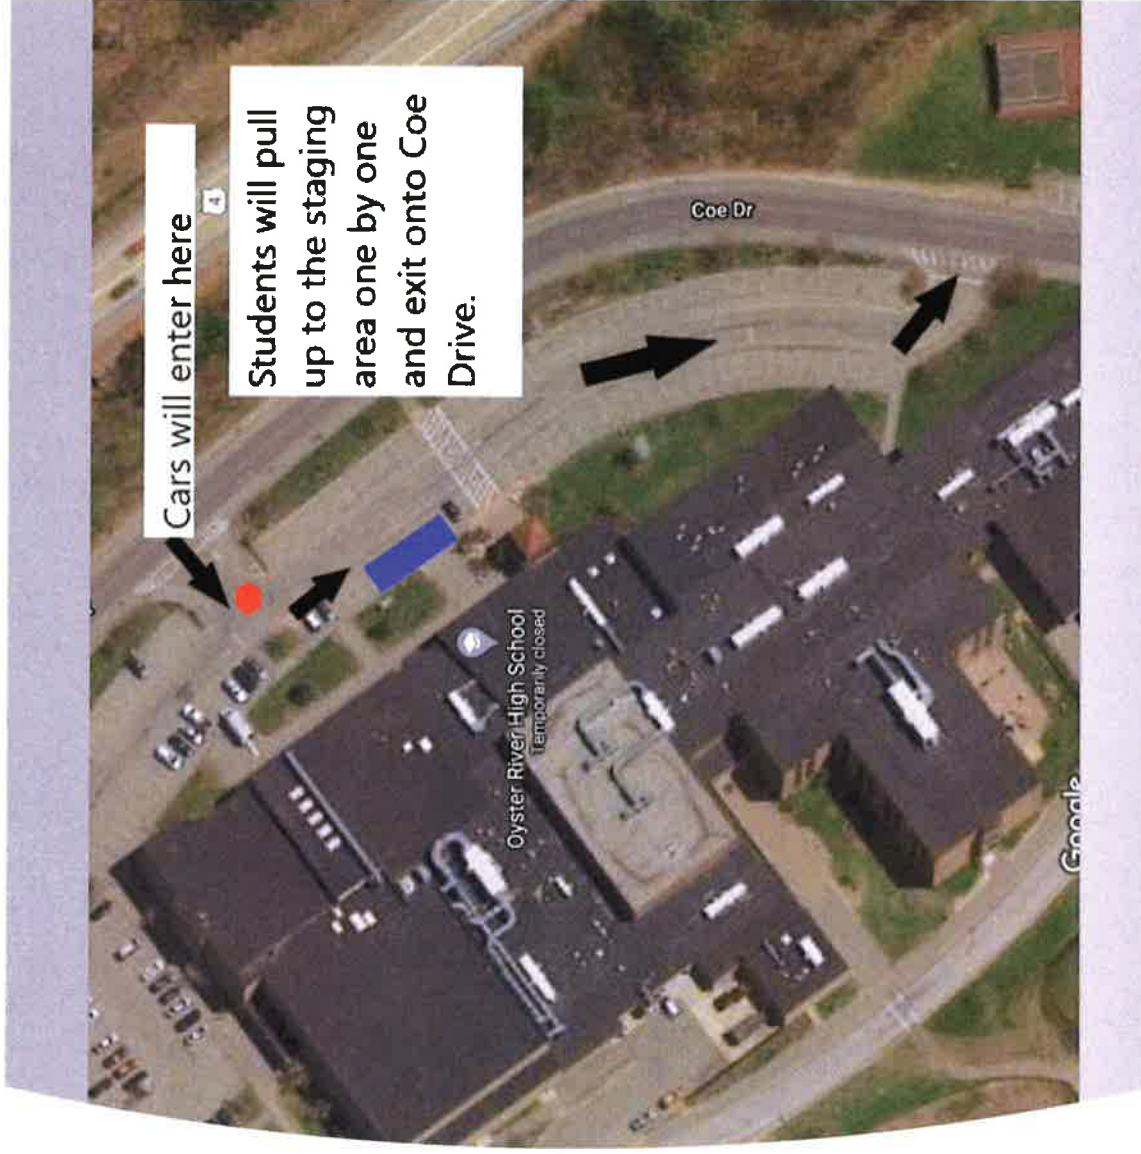 Cars will enter here
4
Students will pull
up to the staging
area one by one
and exit onto Coe
Drive.
Coe Dr
Oyster River High School
Temporarily closed
Google